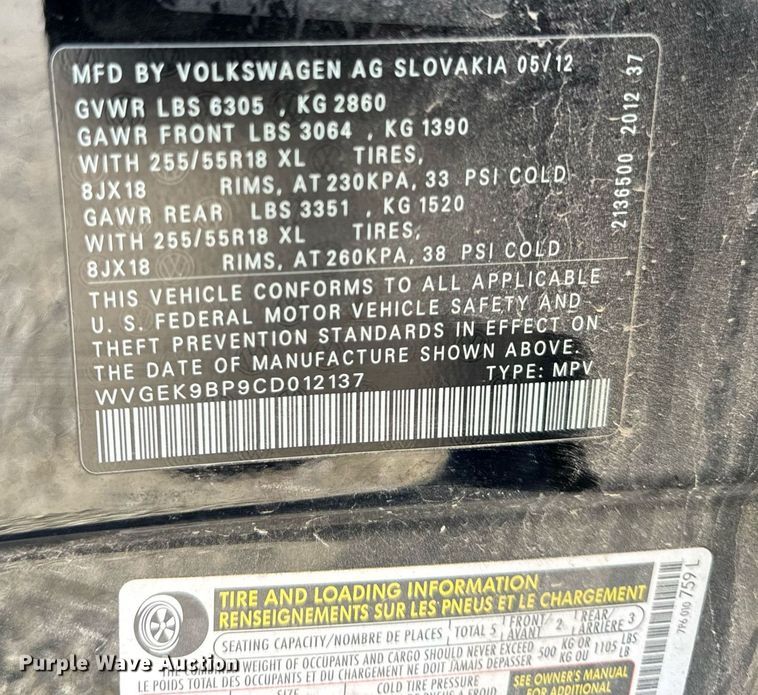 MFD BY VOLKSWAGEN AG SLOVAKIA 05/12
GVWR LBS 6305 , KG 2860
GAWR FRONT LBS 3064 , KG 1390
WITH 255/55R18 XL TIRES,
8JX18 RIMS, AT 230KPA, 33 PSI COLD
GAWR REAR LBS 3351 , KG 1520
WITH 255/55R18 XL TIRES,
8JX18 RIMS, AT 260KPA, 38 PSI COLD
THIS VEHICLE CONFORMS TO ALL APPLICABLE
U. S. FEDERAL MOTOR VEHICLE SAFETY AND
THEFT PREVENTION STANDARDS IN EFFECT ON
THE DATE OF MANUFACTURE SHOWN ABOVE.
WVGEK9BP9CD012137 TYPE: MPV
2136500 2012 37
TIRE AND LOADING INFORMATION
RENSEIGNEMENTS SUR LES PNEUS ET LE CHARGEMENT
SEATING CAPACITY/NOMBRE DE PLACES TOTAL 5 FRONT/AVANT 2 REAR/ARRIÈRE 3
THE COMBINED WEIGHT OF OCCUPANTS AND CARGO SHOULD NEVER EXCEED 500 KG OR 1105 LBS
LE POIDS TOTAL DES OCCUPANTS ET DU CHARGEMENT NE DOIT JAMAIS DEPASSER KG OU LB
SIZE COLD TIRE PRESSURE SEE OWNER'S MANUAL
FOR ADDITIONAL
7P6 010 759 L
Purple Wave Auction